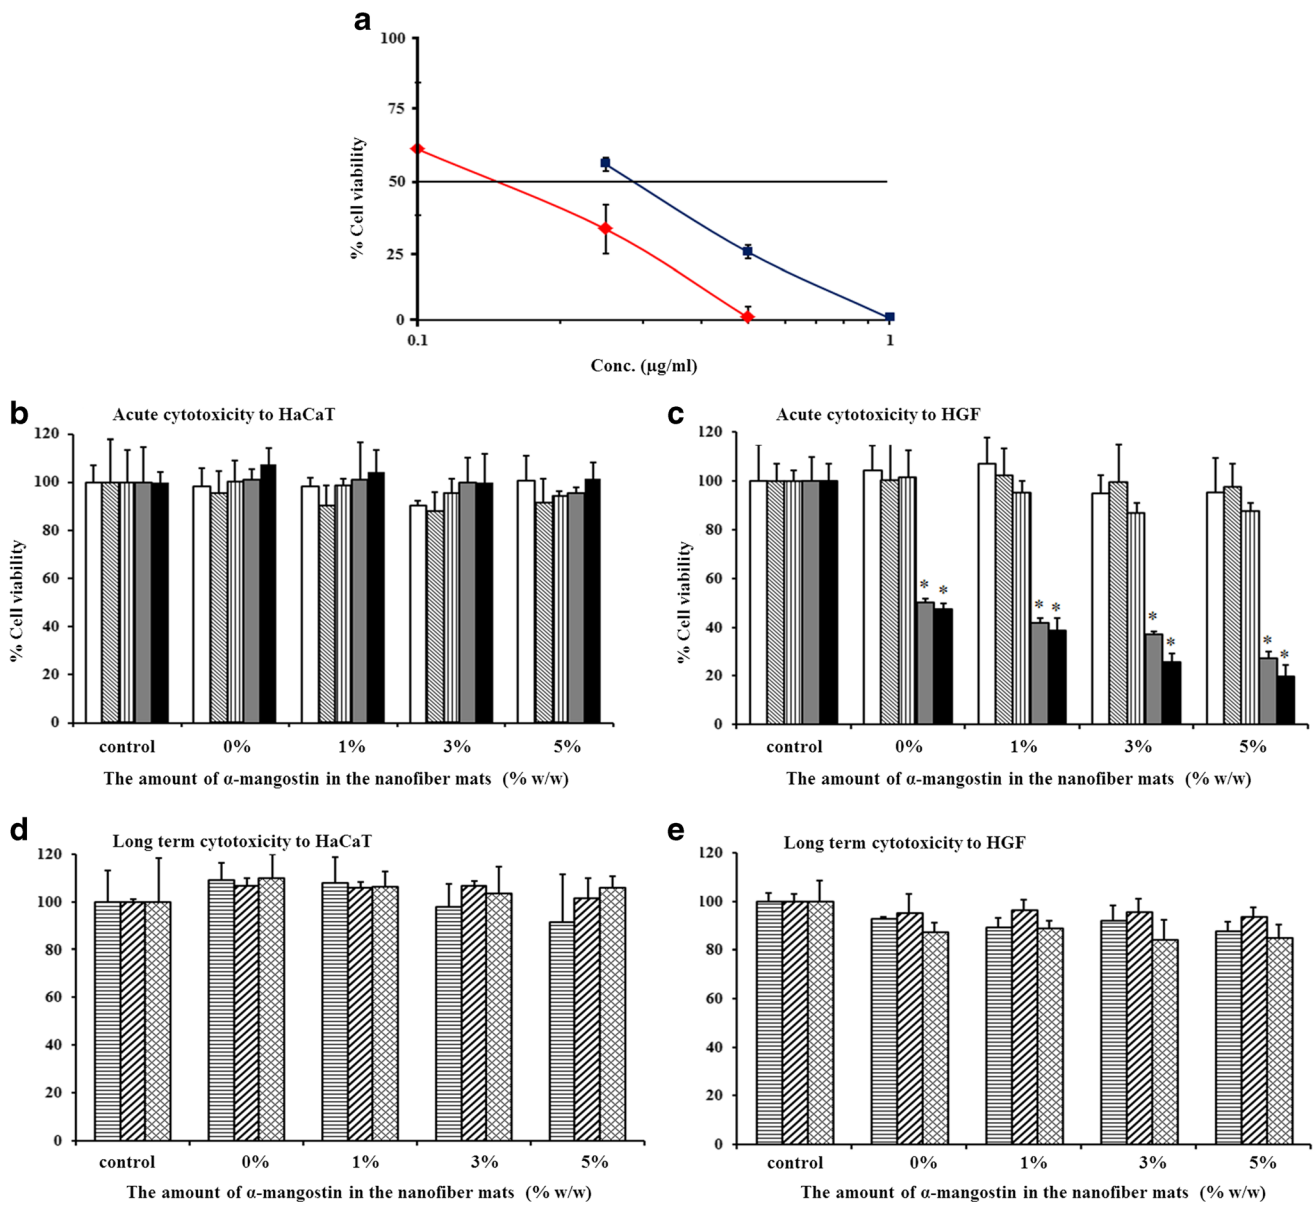 a
100
75
50
25
0
% Cell viability
0.1
1
Conc. (µg/ml)
b
Acute cytotoxicity to HaCaT
120
100
80
60
40
20
0
% Cell viability
control 0% 1% 3% 5%
The amount of α-mangostin in the nanofiber mats (% w/w)
c
Acute cytotoxicity to HGF
120
100
80
60
40
20
0
% Cell viability
* * * * * * * *
control 0% 1% 3% 5%
The amount of α-mangostin in the nanofiber mats (% w/w)
d
Long term cytotoxicity to HaCaT
120
100
80
60
40
20
0
control 0% 1% 3% 5%
The amount of α-mangostin in the nanofiber mats (% w/w)
e
Long term cytotoxicity to HGF
120
100
80
60
40
20
0
control 0% 1% 3% 5%
The amount of α-mangostin in the nanofiber mats (% w/w)